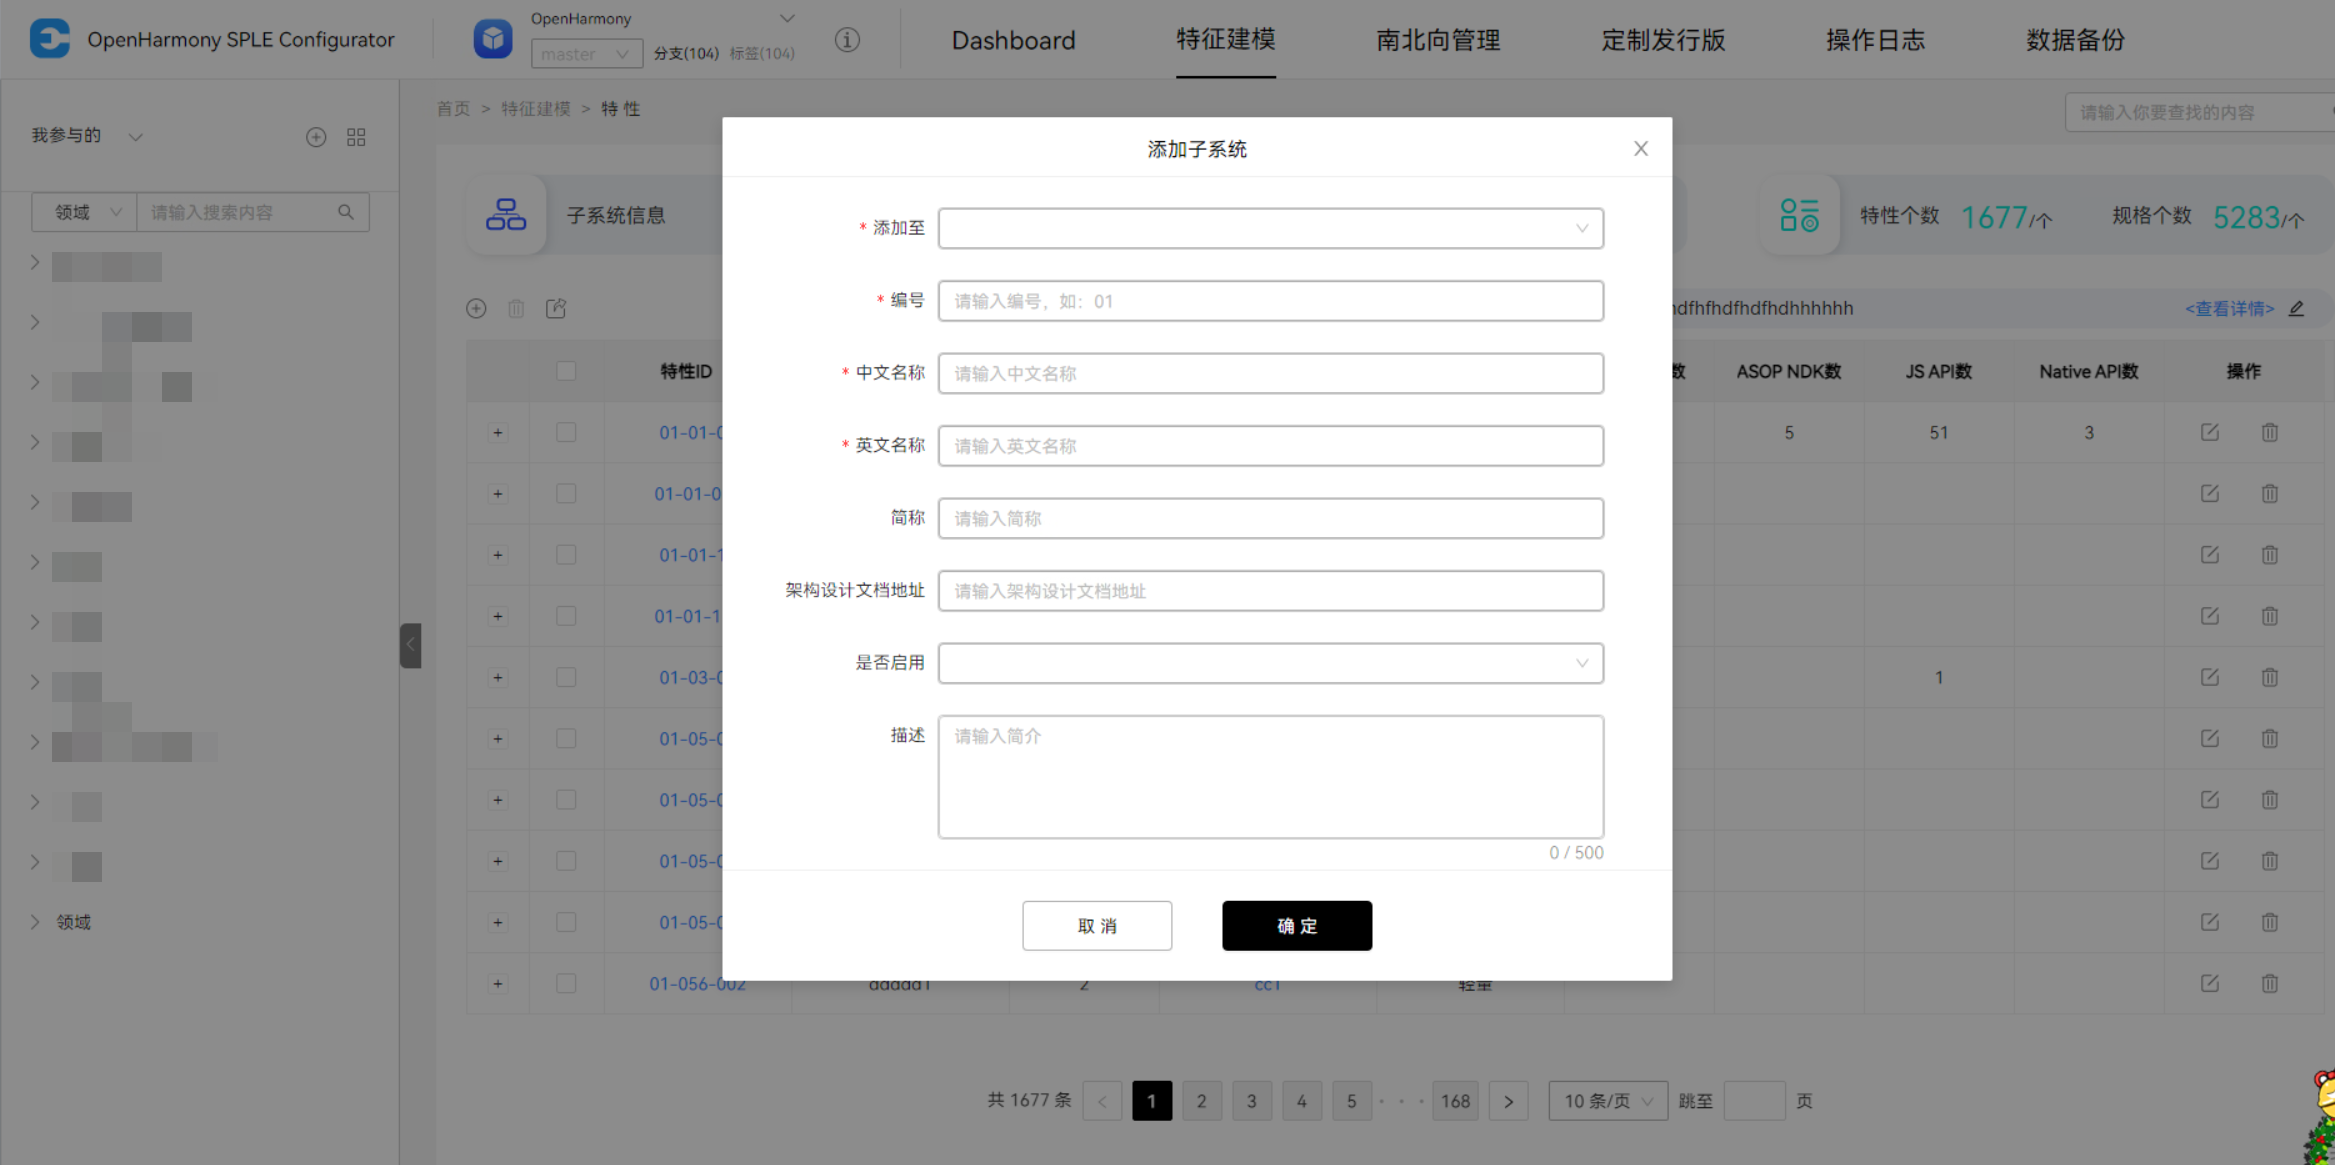 OpenHarmony SPLE Configurator
OpenHarmony
master
分支(104) 标签(104)
Dashboard
特征建模
南北向管理
定制发行版
操作日志
数据备份
我参与的
领域
请输入搜索内容
领域
首页 > 特征建模 > 特 性
请输入你要查找的内容
子系统信息
特性个数 1677/个
规格个数 5283/个
dfhfhdfhdfhdhhhhhh
<查看详情>
特性ID
数
ASOP NDK数
JS API数
Native API数
操作
+ 01-01-0
5
51
3
+ 01-01-0
+ 01-01-1
+ 01-01-1
+ 01-03-0
1
+ 01-05-0
+ 01-05-0
+ 01-05-0
+ 01-05-0
+ 01-056-002
ddddd1
2
cc1
轻量
共 1677 条
< 1 2 3 4 5 ··· 168 >
10 条/页
跳至
页
添加子系统
* 添加至
* 编号
请输入编号，如：01
* 中文名称
请输入中文名称
* 英文名称
请输入英文名称
简称
请输入简称
架构设计文档地址
请输入架构设计文档地址
是否启用
描述
请输入简介
0 / 500
取 消
确 定